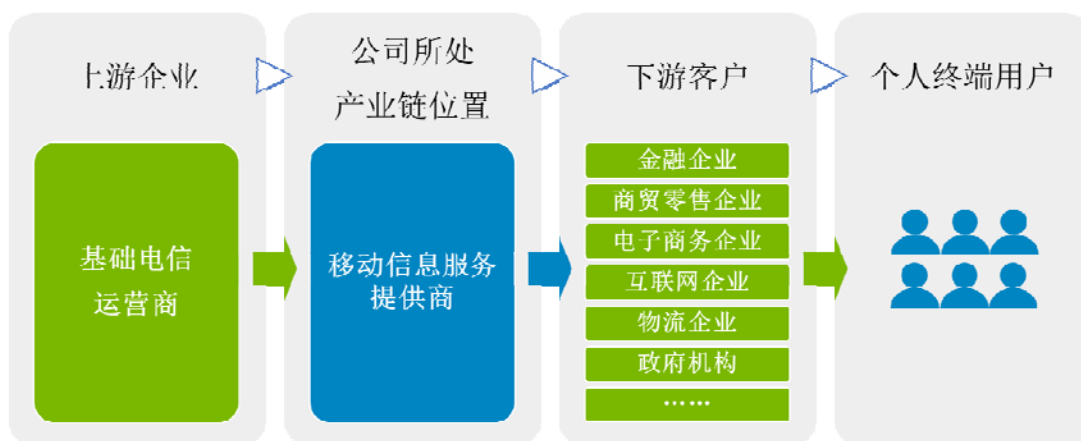 上游企业
公司所处
产业链位置
下游客户
个人终端用户
基础电信
运营商
移动信息服务
提供商
金融企业
商贸零售企业
电子商务企业
互联网企业
物流企业
政府机构
……